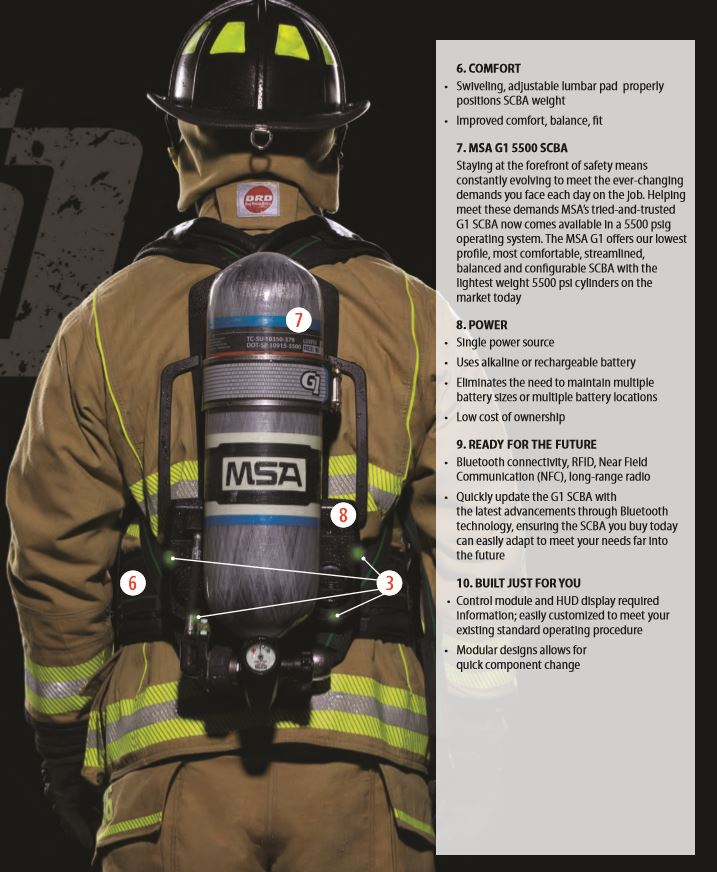 DRD
7
TC-SU-10350-379
DOT-SP 10915-5500
G1
MSA
8
6
3
6. COMFORT
• Swiveling, adjustable lumbar pad properly
positions SCBA weight
• Improved comfort, balance, fit
7. MSA G1 5500 SCBA
Staying at the forefront of safety means
constantly evolving to meet the ever-changing
demands you face each day on the job. Helping
meet these demands MSA's tried-and-trusted
G1 SCBA now comes available in a 5500 psig
operating system. The MSA G1 offers our lowest
profile, most comfortable, streamlined,
balanced and configurable SCBA with the
lightest weight 5500 psi cylinders on the
market today
8. POWER
• Single power source
• Uses alkaline or rechargeable battery
• Eliminates the need to maintain multiple
battery sizes or multiple battery locations
• Low cost of ownership
9. READY FOR THE FUTURE
• Bluetooth connectivity, RFID, Near Field
Communication (NFC), long-range radio
• Quickly update the G1 SCBA with
the latest advancements through Bluetooth
technology, ensuring the SCBA you buy today
can easily adapt to meet your needs far into
the future
10. BUILT JUST FOR YOU
• Control module and HUD display required
information; easily customized to meet your
existing standard operating procedure
• Modular designs allows for
quick component change